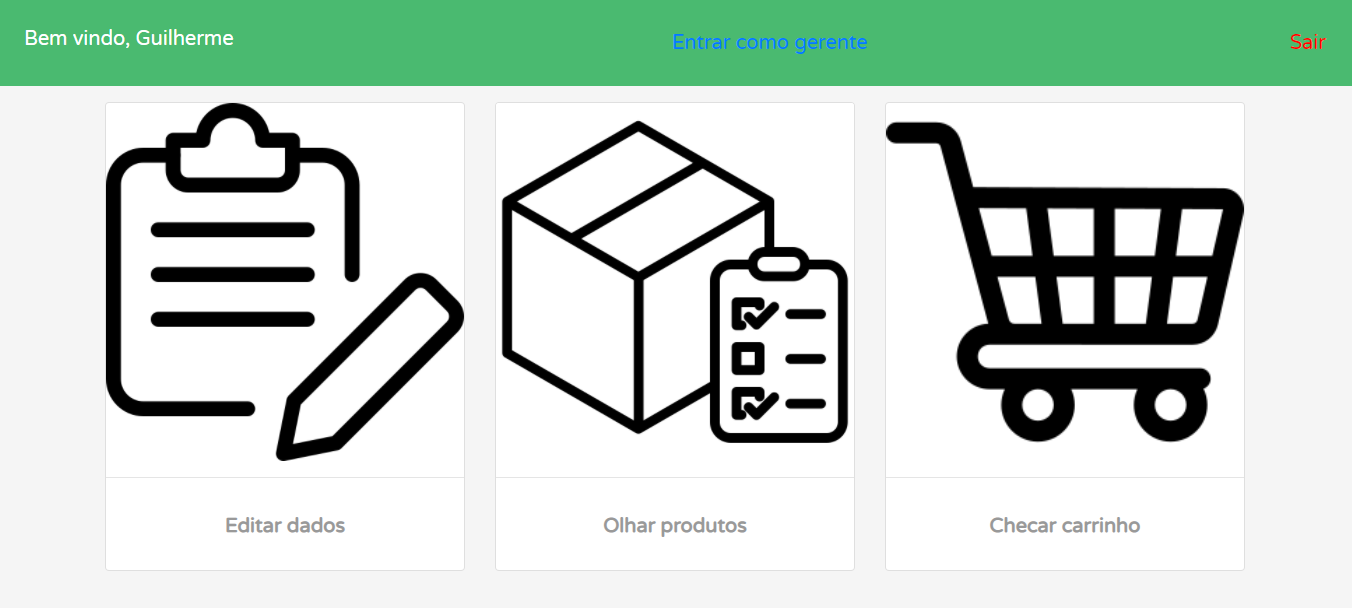 Bem vindo, Guilherme
Entrar como gerente
Sair
Editar dados
Olhar produtos
Checar carrinho